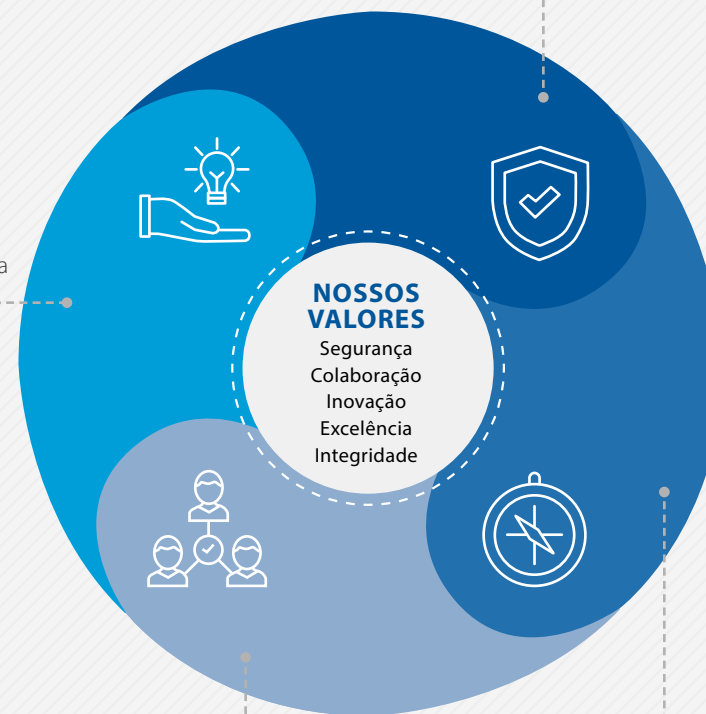 a
NOSSOS
VALORES
Segurança
Colaboração
Inovação
Excelência
Integridade